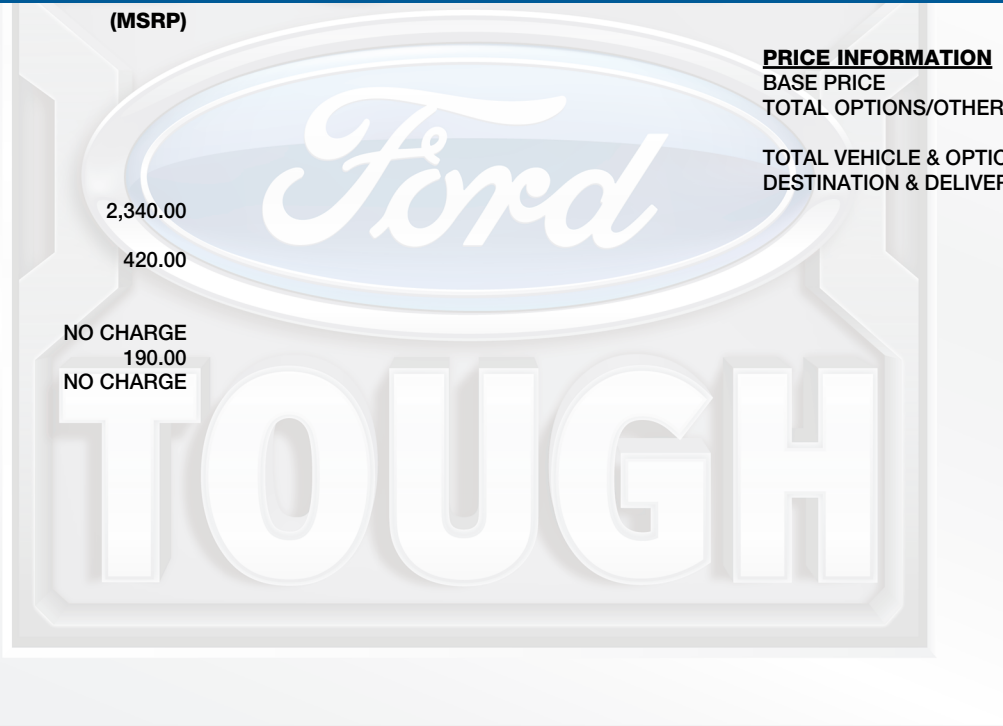 (MSRP)
2,340.00
420.00
NO CHARGE
190.00
NO CHARGE
PRICE INFORMATION
BASE PRICE
TOTAL OPTIONS/OTHER
TOTAL VEHICLE & OPTIO
DESTINATION & DELIVER
Ford
TOUGH